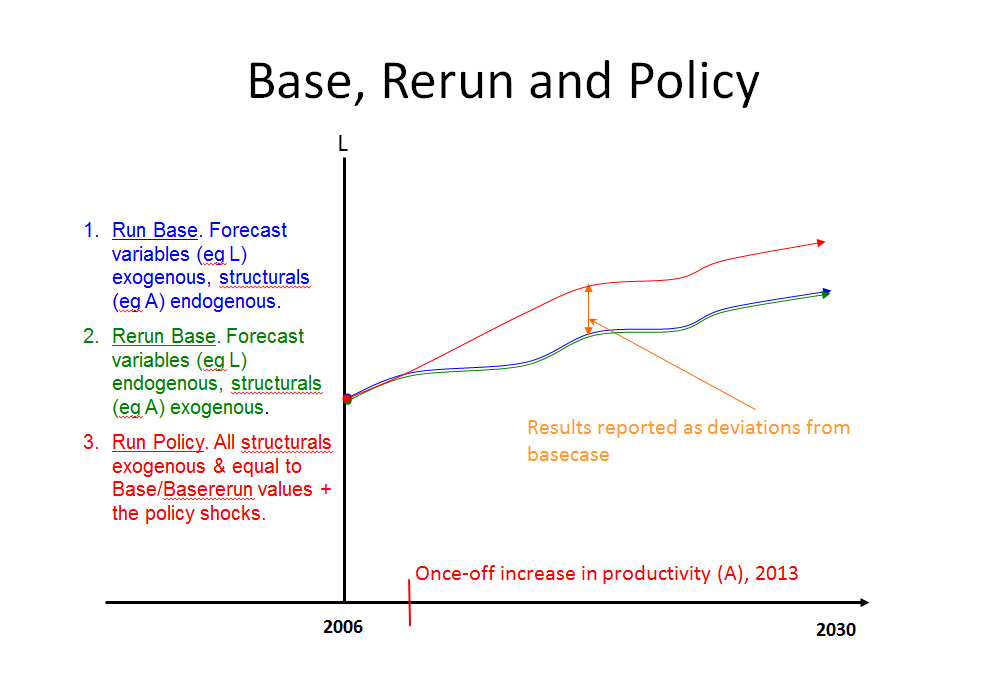 Base, Rerun and Policy
L
1. Run Base. Forecast
variables (eg L)
exogenous, structurals
(eg A) endogenous.
2. Rerun Base. Forecast
variables (eg L)
endogenous, structurals
(eg A) exogenous.
3. Run Policy. All structurals
exogenous & equal to
Base/Basererun values +
the policy shocks.
Results reported as deviations from
basecase
Once-off increase in productivity (A), 2013
2006
2030